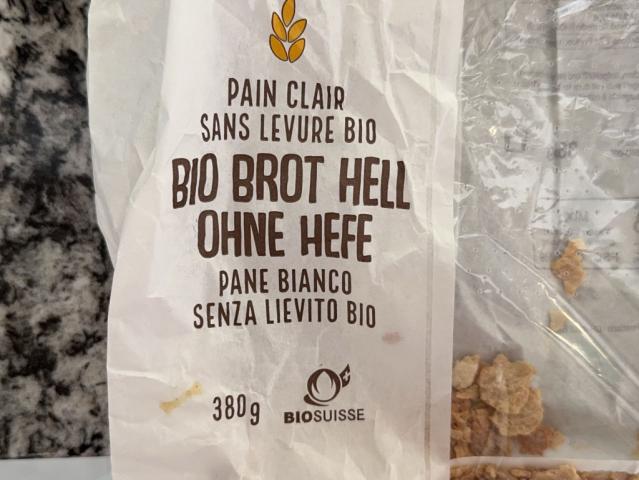 PAIN CLAIR
SANS LEVURE BIO
BIO BROT HELL
OHNE HEFE
PANE BIANCO
SENZA LIEVITO BIO
380g
BIOSUISSE